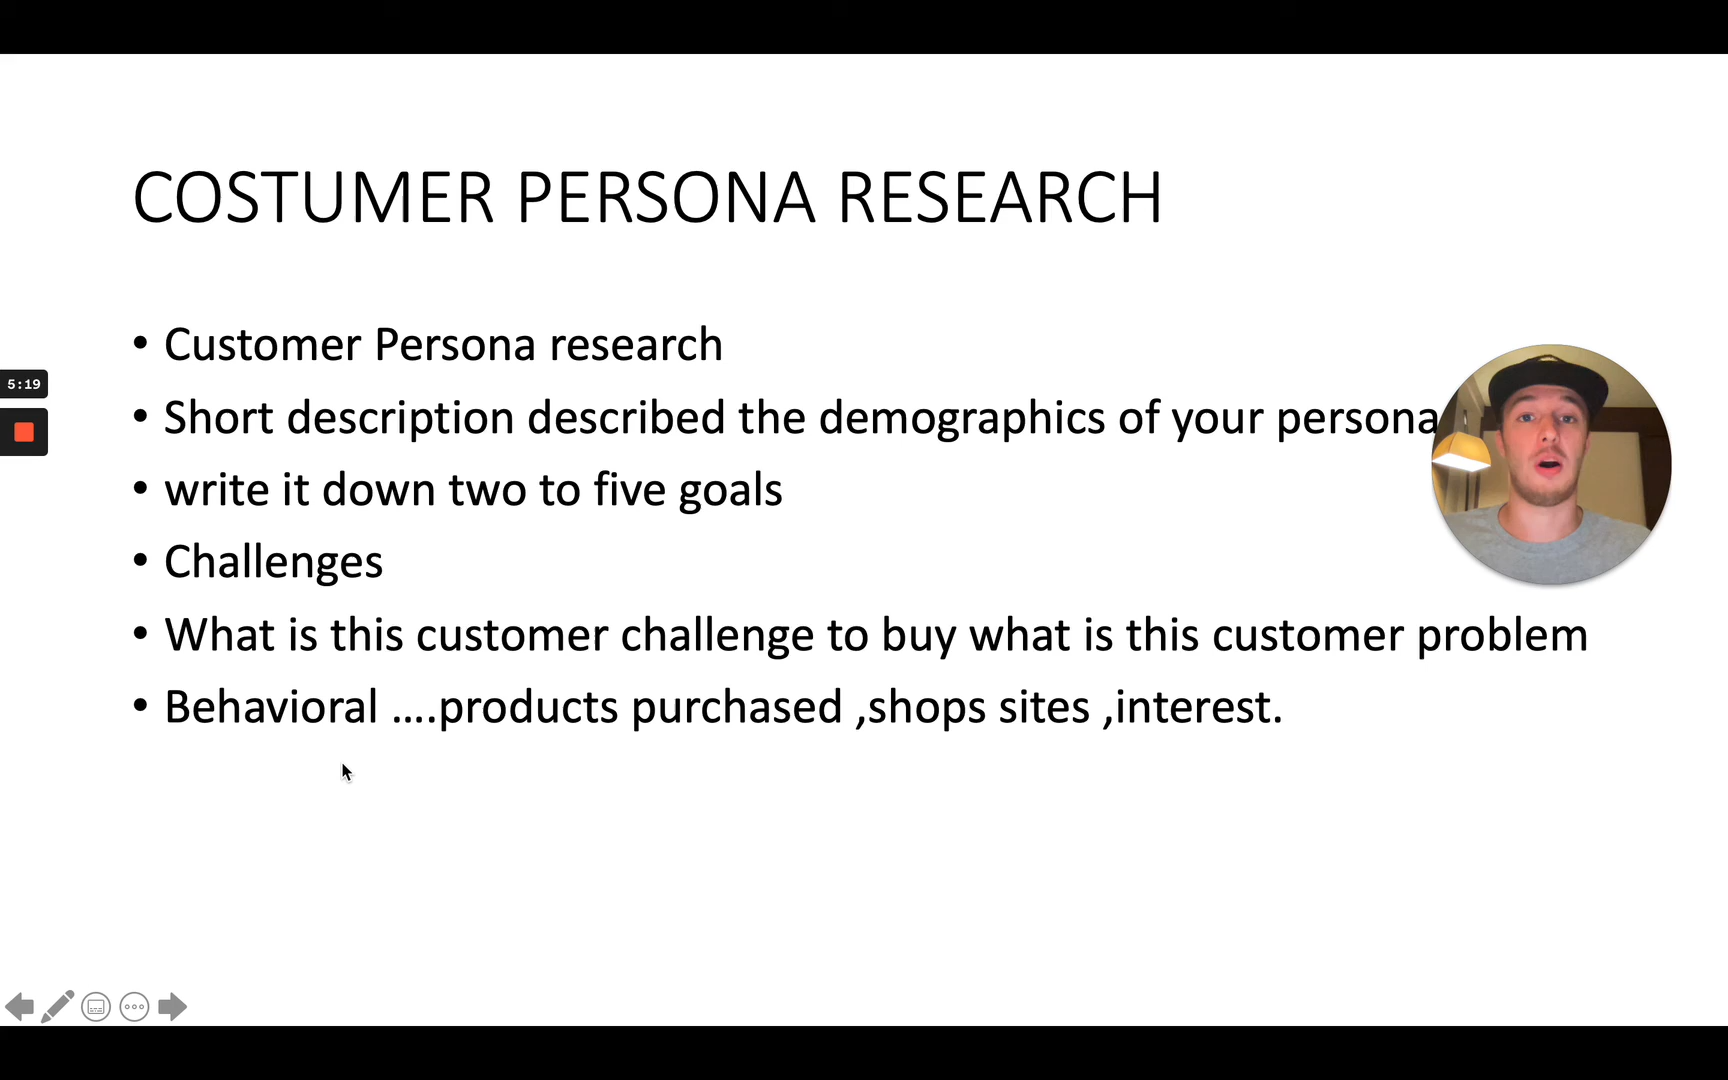 COSTUMER PERSONA RESEARCH
• Customer Persona research
• Short description described the demographics of your persona
• write it down two to five goals
• Challenges
• What is this customer challenge to buy what is this customer problem
• Behavioral ....products purchased ,shops sites ,interest.
5:19